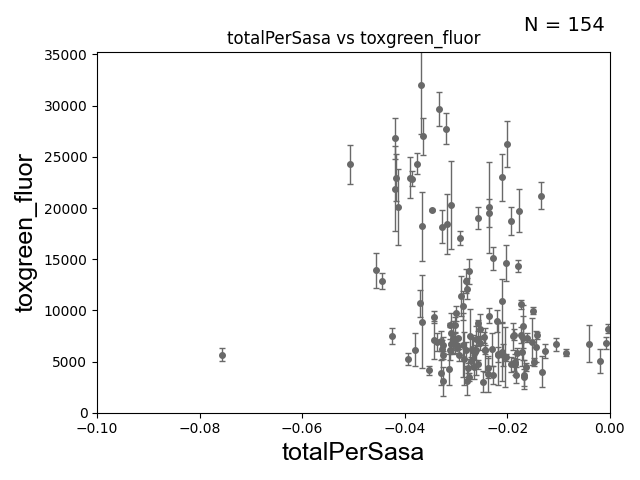 N = 154
totalPerSasa vs toxgreen_fluor
35000
30000
25000
20000
15000
10000
5000
0
toxgreen_fluor
−0.10 −0.08 −0.06 −0.04 −0.02 0.00
totalPerSasa